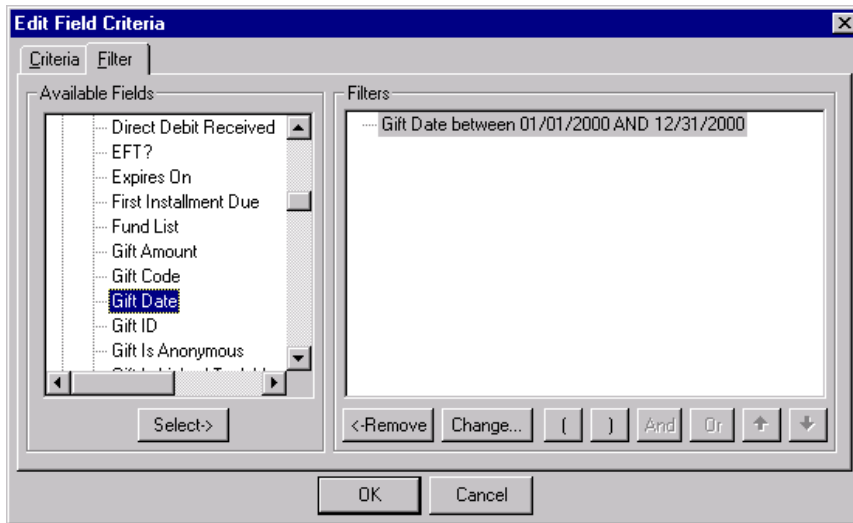 Edit Field Criteria
Criteria Filter
Available Fields
Direct Debit Received
EFT?
Expires On
First Installment Due
Fund List
Gift Amount
Gift Code
Gift Date
Gift ID
Gift Is Anonymous
Select->
Filters
Gift Date between 01/01/2000 AND 12/31/2000
<-Remove Change... ( ) And Or
OK Cancel